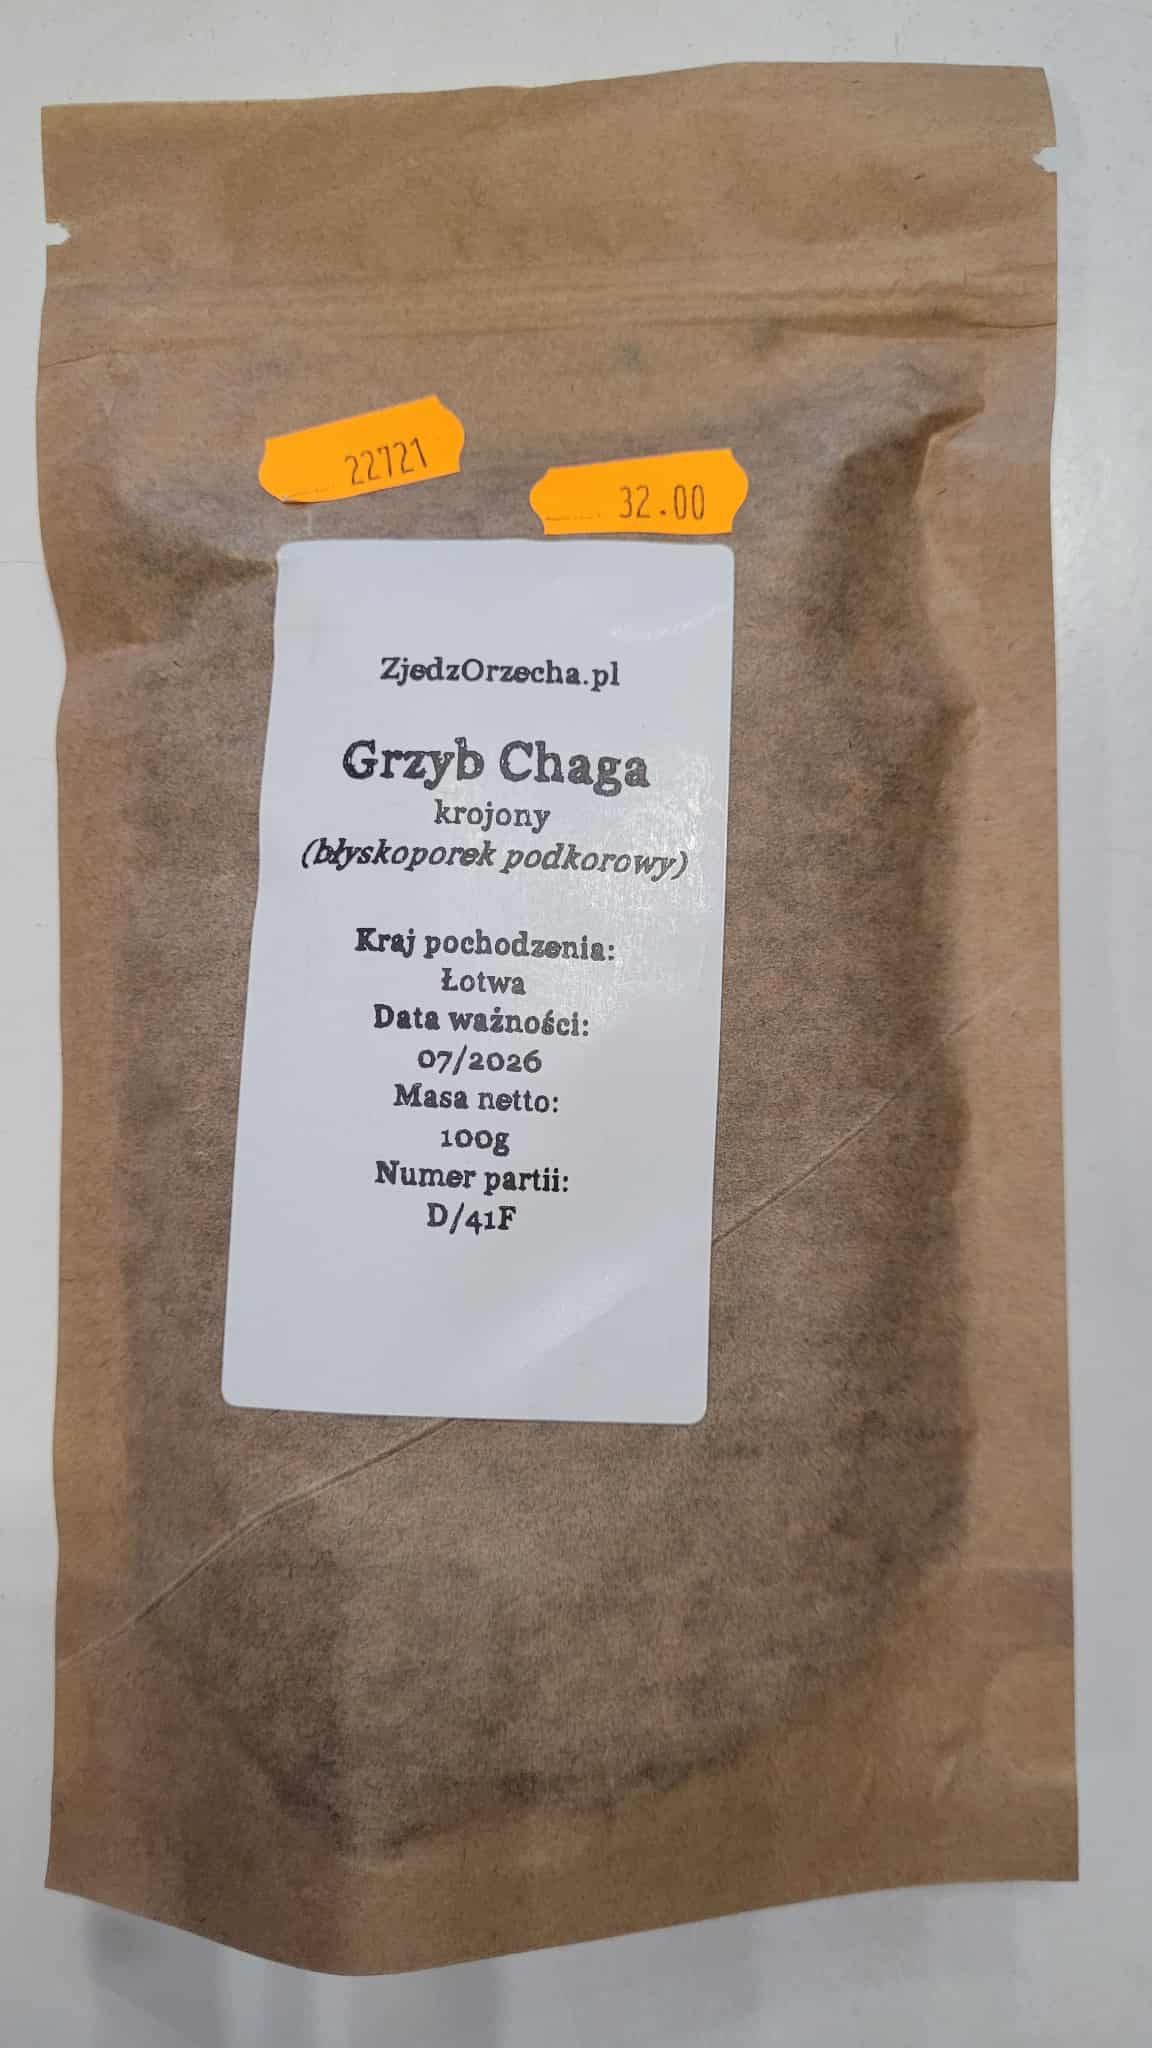 22721
32.00
ZjedzOrzecha.pl
Grzyb Chaga
krojony
(błyskoporek podkorowy)
Kraj pochodzenia:
Łotwa
Data ważności:
07/2026
Masa netto:
100g
Numer partii:
D/41F